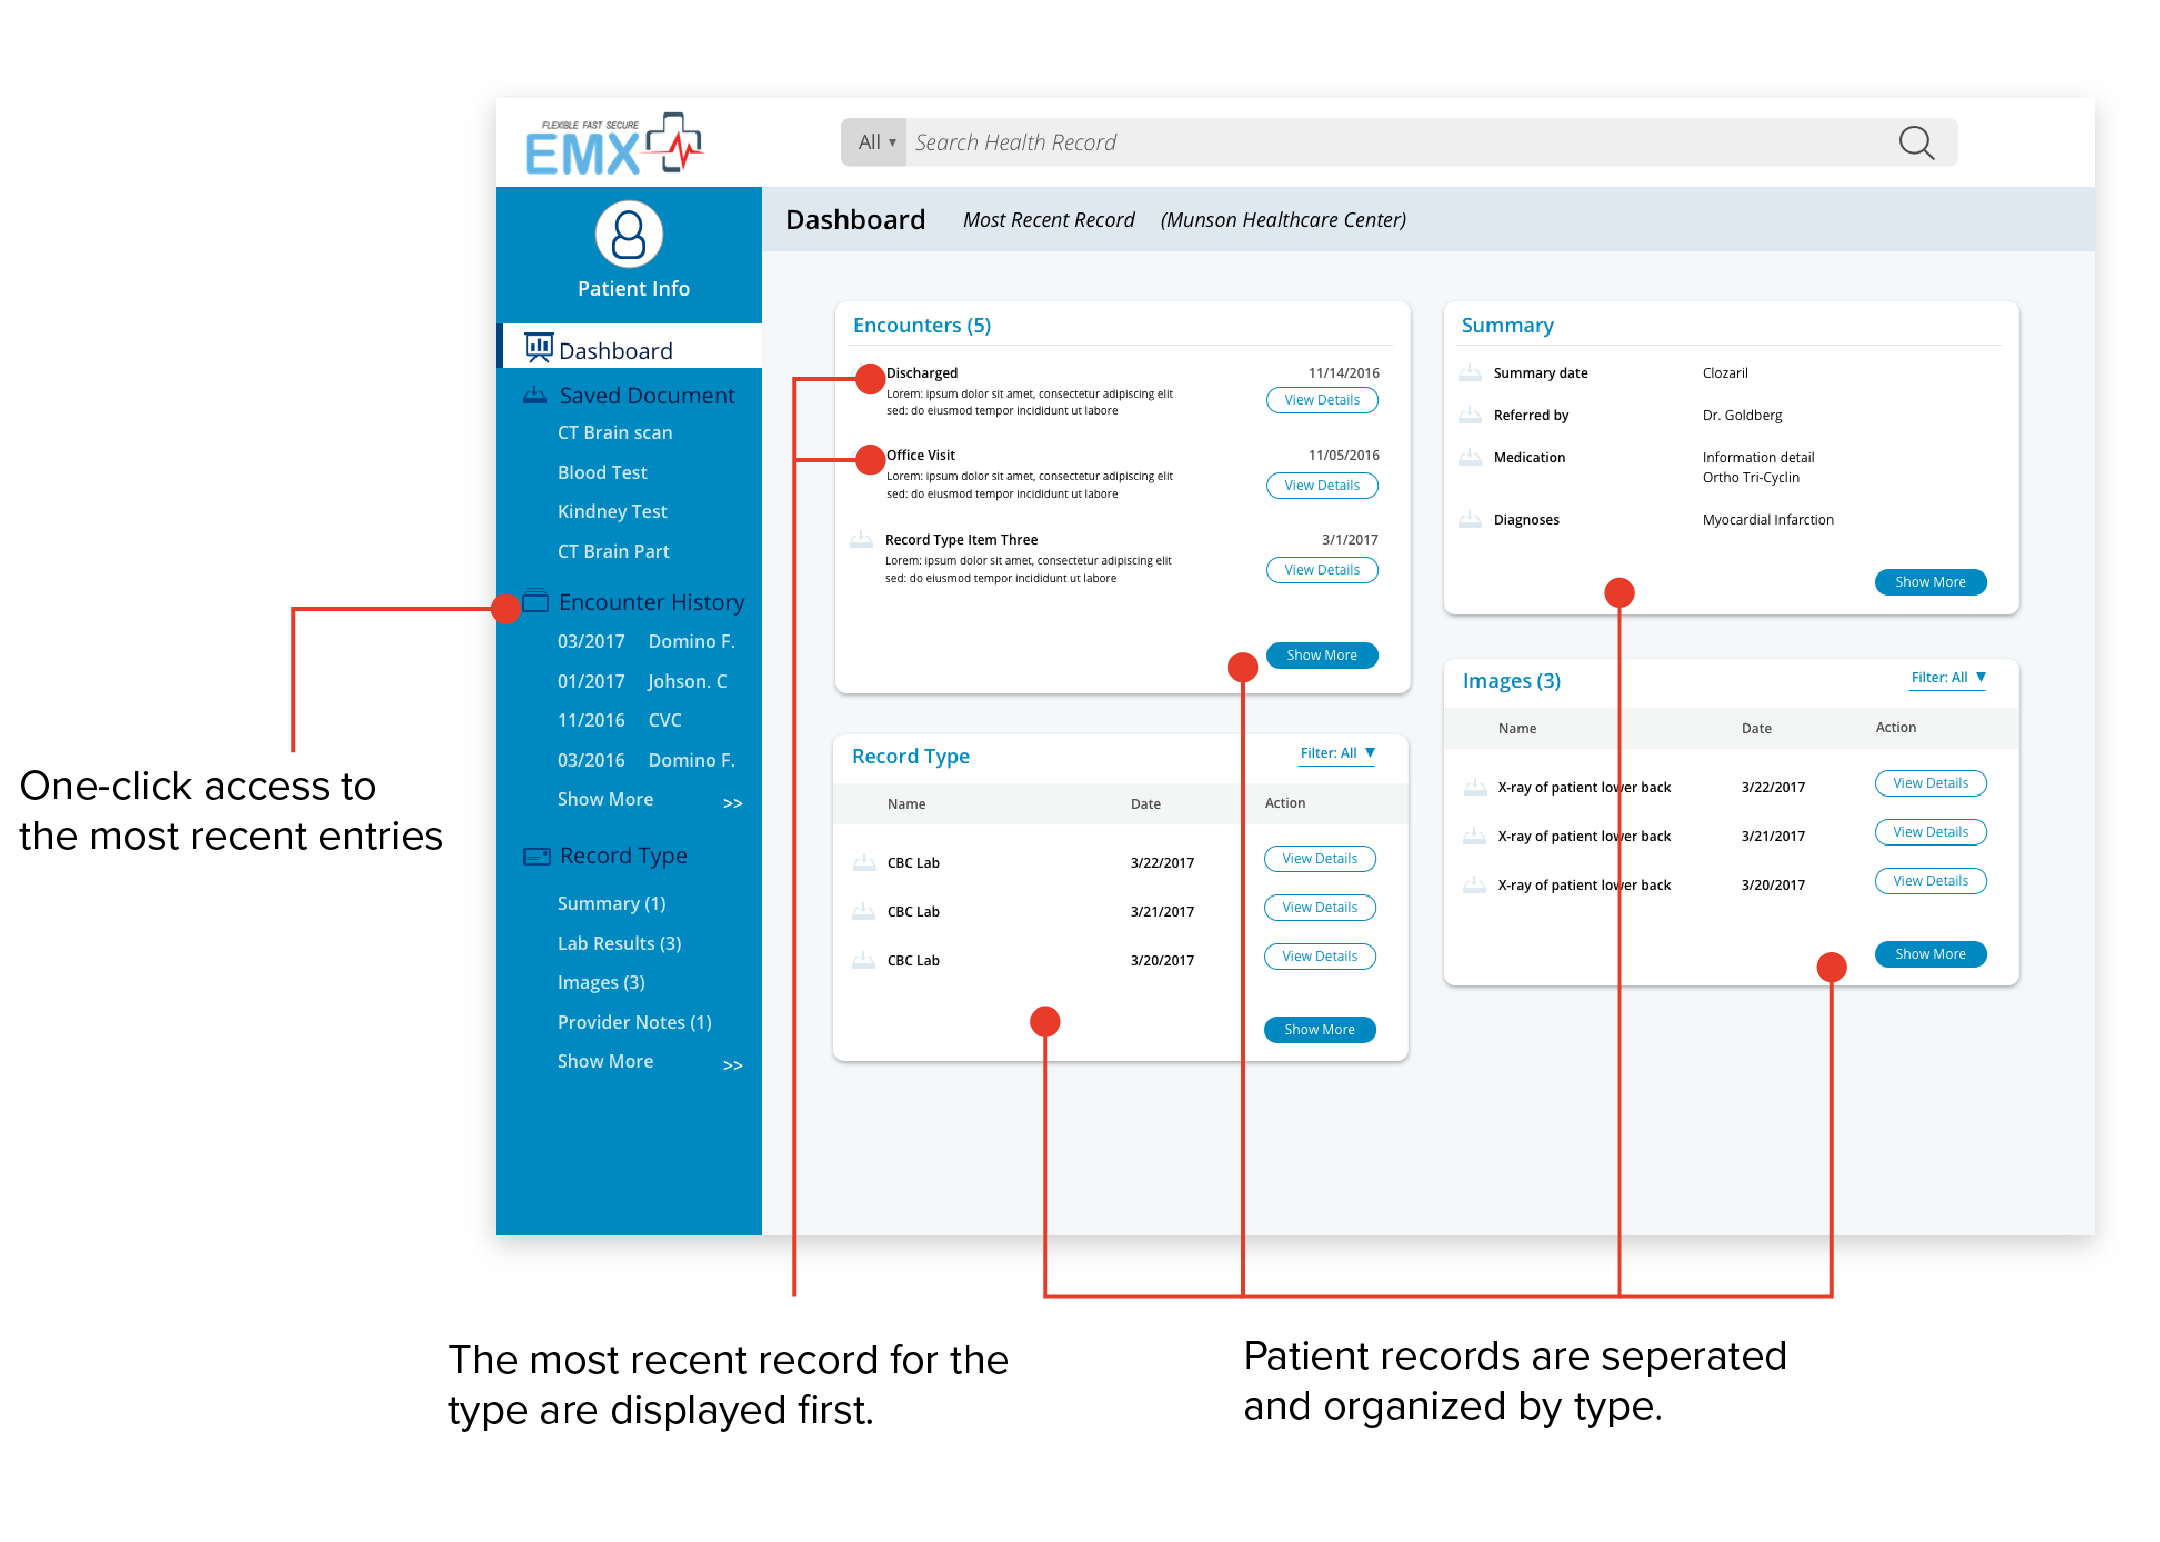 FLEXIBLE FAST SECURE
EMX
All ▾ Search Health Record
Patient Info
Dashboard
Saved Document
CT Brain scan
Blood Test
Kindney Test
CT Brain Part
Encounter History
03/2017 Domino F.
01/2017 Johson. C
11/2016 CVC
03/2016 Domino F.
Show More >>
Record Type
Summary (1)
Lab Results (3)
Images (3)
Provider Notes (1)
Show More >>
Dashboard Most Recent Record (Munson Healthcare Center)
Encounters (5)
Discharged 11/14/2016
Lorem: ipsum dolor sit amet, consectetur adipiscing elit
sed: do eiusmod tempor incididunt ut labore
View Details
Office Visit 11/05/2016
Lorem: ipsum dolor sit amet, consectetur adipiscing elit
sed: do eiusmod tempor incididunt ut labore
View Details
Record Type Item Three 3/1/2017
Lorem: ipsum dolor sit amet, consectetur adipiscing elit
sed: do eiusmod tempor incididunt ut labore
View Details
Show More
Summary
Summary date Clozaril
Referred by Dr. Goldberg
Medication Information detail
Ortho Tri-Cyclin
Diagnoses Myocardial Infarction
Show More
Record Type Filter: All ▼
Name Date Action
CBC Lab 3/22/2017 View Details
CBC Lab 3/21/2017 View Details
CBC Lab 3/20/2017 View Details
Show More
Images (3) Filter: All ▼
Name Date Action
X-ray of patient lower back 3/22/2017 View Details
X-ray of patient lower back 3/21/2017 View Details
X-ray of patient lower back 3/20/2017 View Details
Show More
One-click access to
the most recent entries
The most recent record for the
type are displayed first.
Patient records are seperated
and organized by type.